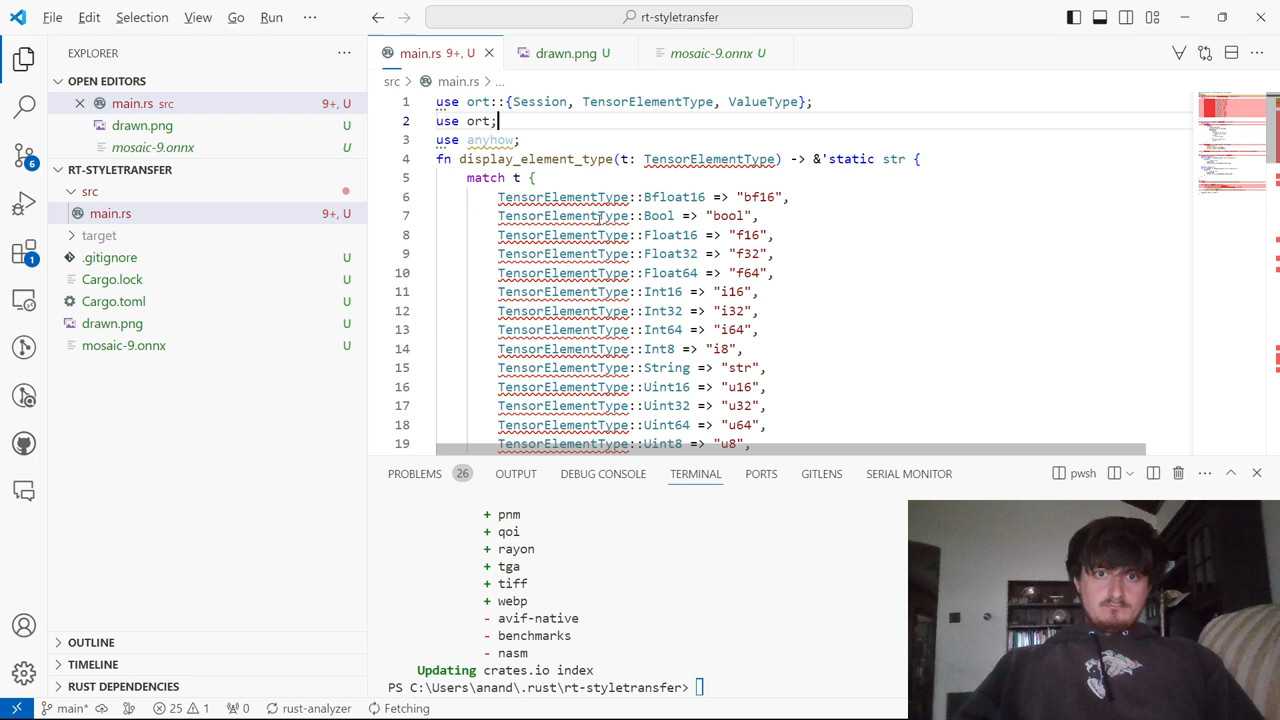 File Edit Selection View Go Run ··· rt-styletransfer
EXPLORER
OPEN EDITORS
main.rs src 9+, U
drawn.png U
mosaic-9.onnx U
RT-STYLETRANSFER
src
main.rs 9+, U
target
.gitignore U
Cargo.lock U
Cargo.toml U
drawn.png U
mosaic-9.onnx U
OUTLINE
TIMELINE
RUST DEPENDENCIES
6
1
main.rs 9+, U drawn.png U mosaic-9.onnx U
src > main.rs > ...
1 use ort::{Session, TensorElementType, ValueType};
2 use ort;
3 use anyhow;
4 fn display_element_type(t: TensorElementType) -> &'static str {
5 match t {
6 TensorElementType::Bfloat16 => "bf16",
7 TensorElementType::Bool => "bool",
8 TensorElementType::Float16 => "f16",
9 TensorElementType::Float32 => "f32",
10 TensorElementType::Float64 => "f64",
11 TensorElementType::Int16 => "i16",
12 TensorElementType::Int32 => "i32",
13 TensorElementType::Int64 => "i64",
14 TensorElementType::Int8 => "i8",
15 TensorElementType::String => "str",
16 TensorElementType::Uint16 => "u16",
17 TensorElementType::Uint32 => "u32",
18 TensorElementType::Uint64 => "u64",
19 TensorElementType::Uint8 => "u8",
PROBLEMS 26 OUTPUT DEBUG CONSOLE TERMINAL PORTS GITLENS SERIAL MONITOR pwsh
+ pnm
+ qoi
+ rayon
+ tga
+ tiff
+ webp
- avif-native
- benchmarks
- nasm
Updating crates.io index
PS C:\Users\anand\.rust\rt-styletransfer>
main* 25 1 0 rust-analyzer Fetching